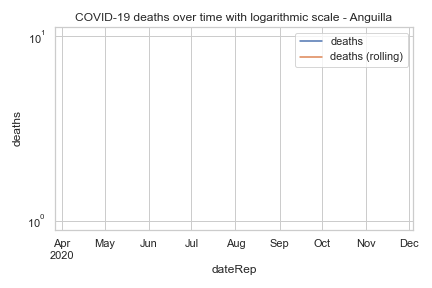 COVID-19 deaths over time with logarithmic scale - Anguilla
10¹
deaths
deaths (rolling)
deaths
10⁰
Apr May Jun Jul Aug Sep Oct Nov Dec
2020
dateRep